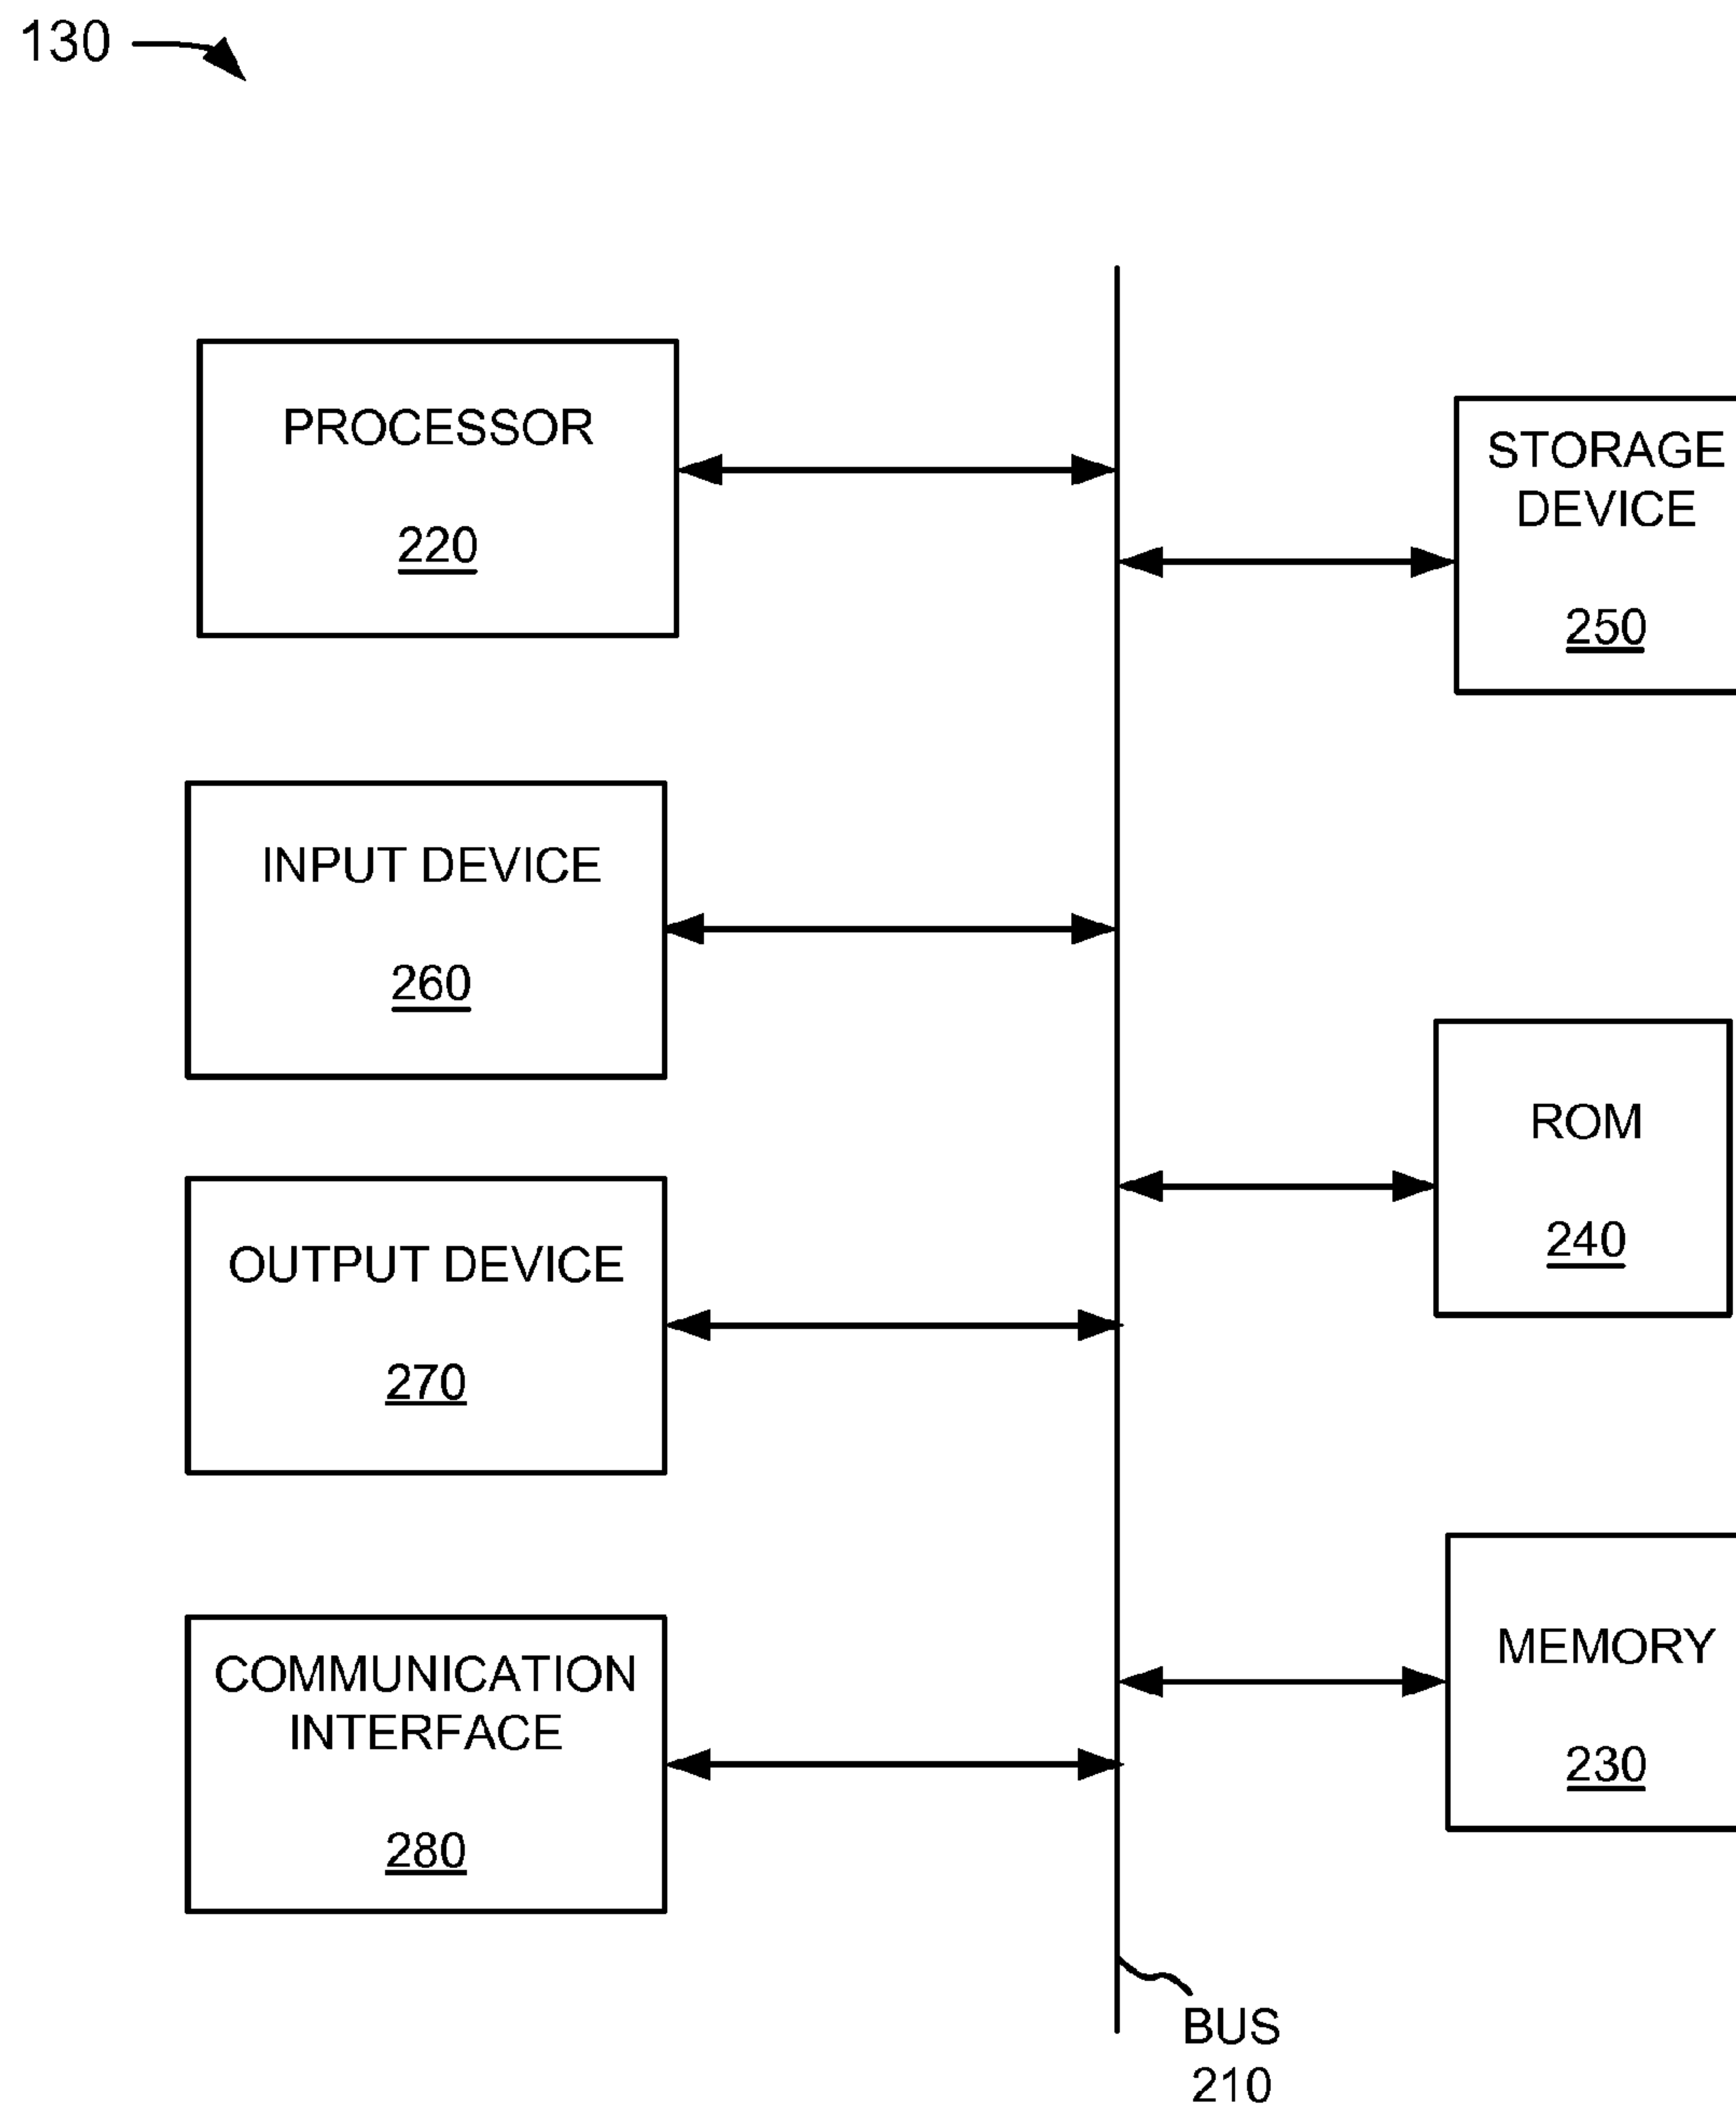 130
PROCESSOR
220
STORAGE
DEVICE
250
INPUT DEVICE
260
ROM
240
OUTPUT DEVICE
270
MEMORY
230
COMMUNICATION
INTERFACE
280
BUS
210